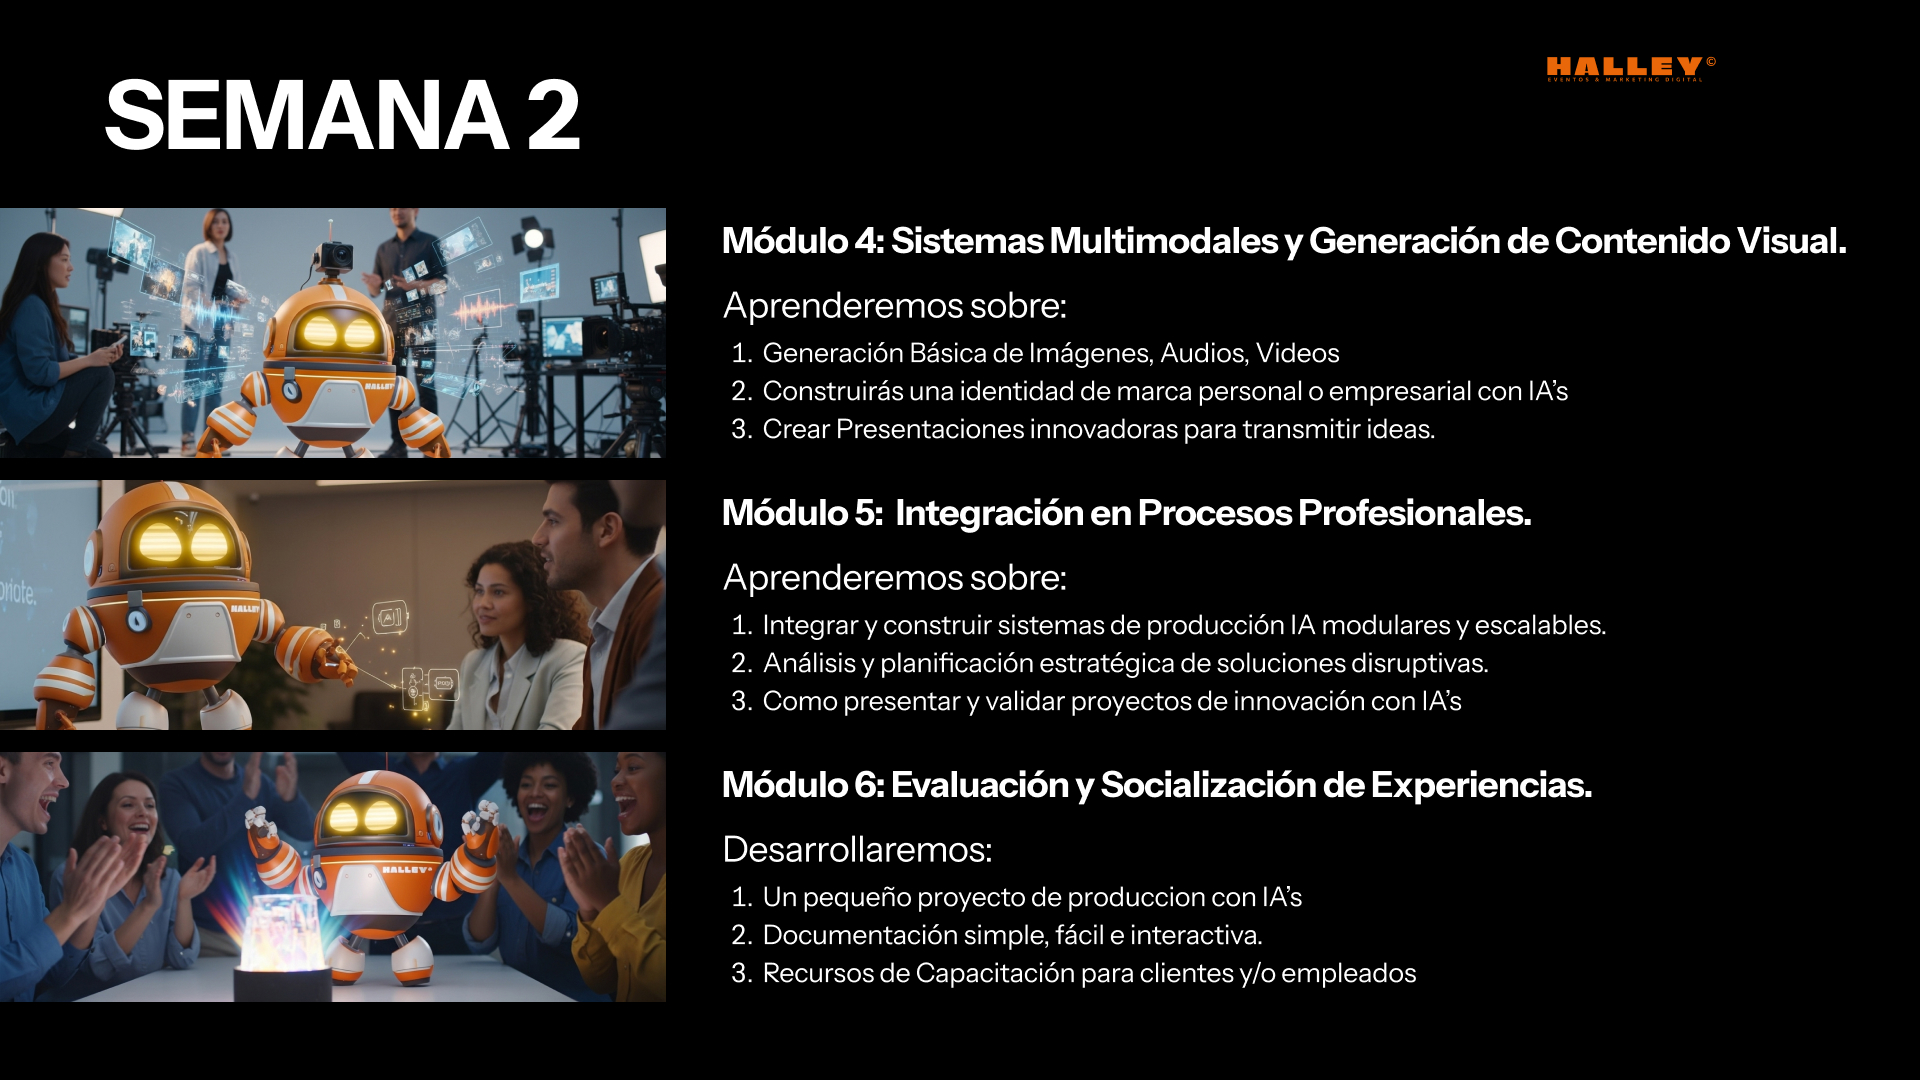 SEMANA 2
HALLEY©
EVENTOS & MARKETING DIGITAL
Módulo 4: Sistemas Multimodales y Generación de Contenido Visual.
Aprenderemos sobre:
1. Generación Básica de Imágenes, Audios, Videos
2. Construirás una identidad de marca personal o empresarial con IA’s
3. Crear Presentaciones innovadoras para transmitir ideas.
HALLEY
Módulo 5: Integración en Procesos Profesionales.
Aprenderemos sobre:
1. Integrar y construir sistemas de producción IA modulares y escalables.
2. Análisis y planificación estratégica de soluciones disruptivas.
3. Como presentar y validar proyectos de innovación con IA’s
HALLEY
Módulo 6: Evaluación y Socialización de Experiencias.
Desarrollaremos:
1. Un pequeño proyecto de produccion con IA’s
2. Documentación simple, fácil e interactiva.
3. Recursos de Capacitación para clientes y/o empleados
HALLEY